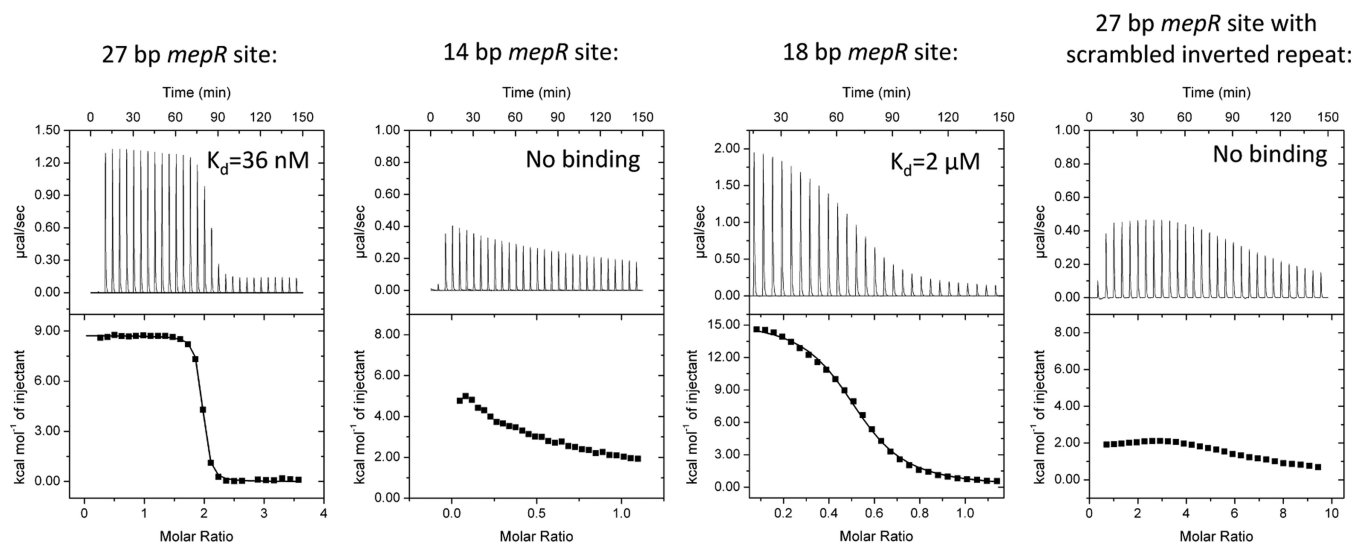 27 bp mepR site:
Time (min)
0 30 60 90 120 150
1.50
1.20
0.90
0.60
0.30
0.00
µcal/sec
K_d=36 nM
9.00
6.00
3.00
0.00
kcal mol⁻¹ of injectant
0 1 2 3 4
Molar Ratio
14 bp mepR site:
Time (min)
0 30 60 90 120 150
1.00
0.80
0.60
0.40
0.20
0.00
µcal/sec
No binding
8.00
6.00
4.00
2.00
0.00
kcal mol⁻¹ of injectant
0.0 0.5 1.0
Molar Ratio
18 bp mepR site:
Time (min)
30 60 90 120 150
2.00
1.50
1.00
0.50
0.00
µcal/sec
K_d=2 µM
15.00
12.00
9.00
6.00
3.00
0.00
kcal mol⁻¹ of injectant
0.2 0.4 0.6 0.8 1.0
Molar Ratio
27 bp mepR site with
scrambled inverted repeat:
Time (min)
0 30 60 90 120 150
1.00
0.80
0.60
0.40
0.20
0.00
µcal/sec
No binding
8.00
6.00
4.00
2.00
0.00
kcal mol⁻¹ of injectant
0 2 4 6 8 10
Molar Ratio